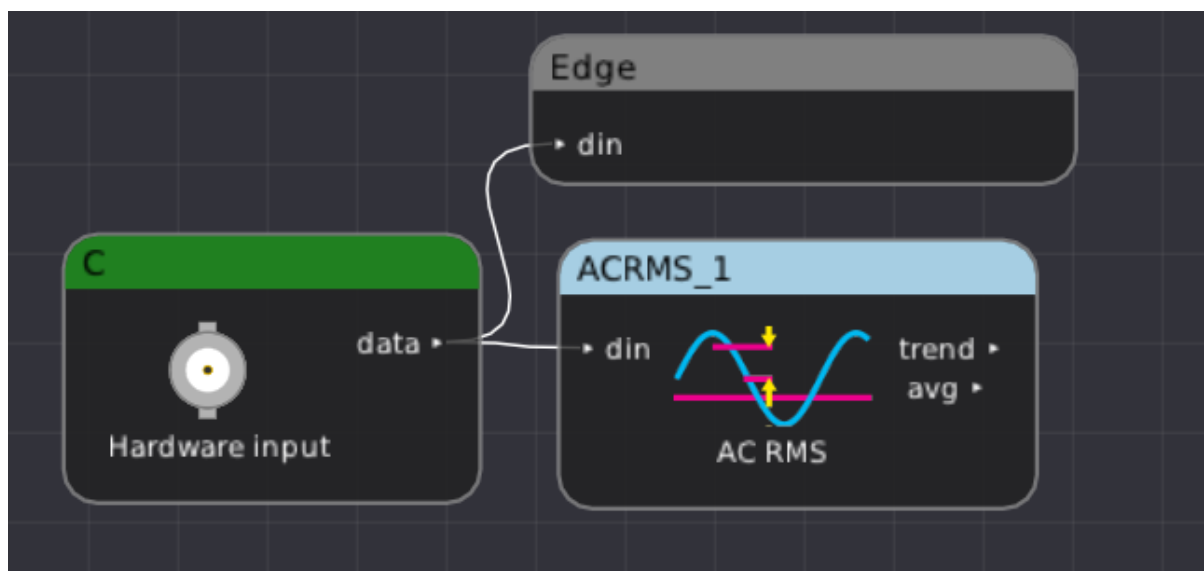 Edge
din
C
data
Hardware input
ACRMS_1
din
trend
avg
AC RMS